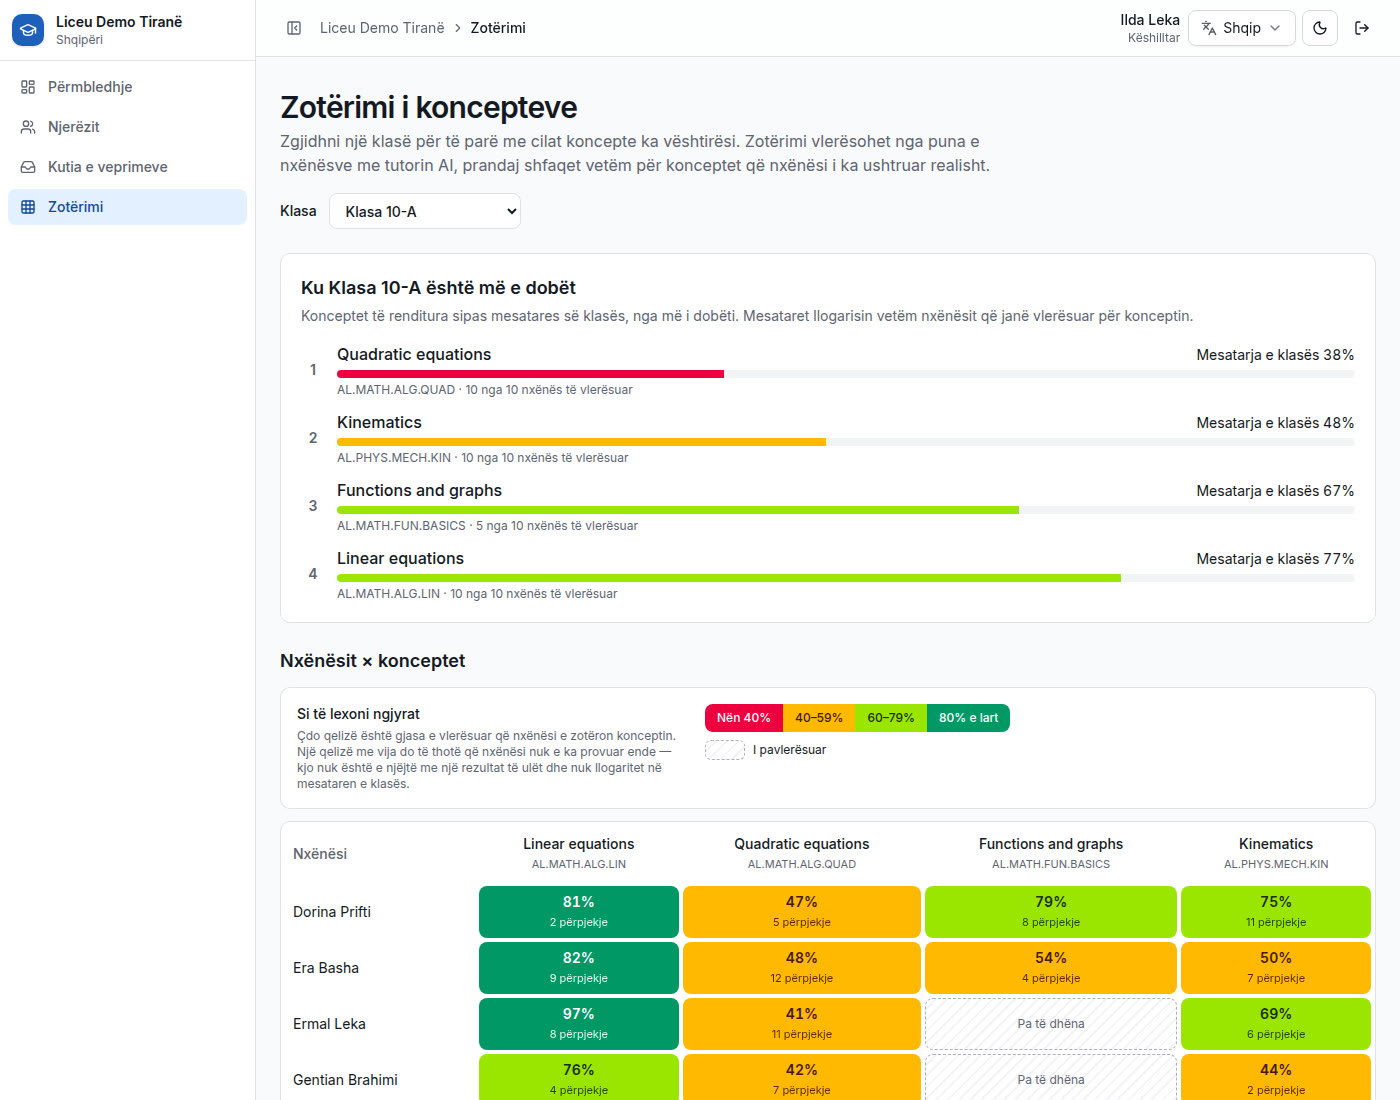 Liceu Demo Tiranë
Shqipëri
Përmbledhje
Njerëzit
Kutia e veprimeve
Zotërimi
Liceu Demo Tiranë > Zotërimi
Ilda Leka
Këshilltar
Shqip
Zotërimi i koncepteve
Zgjidhni një klasë për të parë me cilat koncepte ka vështirësi. Zotërimi vlerësohet nga puna e
nxënësve me tutorin AI, prandaj shfaqet vetëm për konceptet që nxënësi i ka ushtruar realisht.
Klasa
Klasa 10-A
Ku Klasa 10-A është më e dobët
Konceptet të renditura sipas mesatares së klasës, nga më i dobëti. Mesataret llogarisin vetëm nxënësit që janë vlerësuar për konceptin.
1
Quadratic equations
Mesatarja e klasës 38%
AL.MATH.ALG.QUAD · 10 nga 10 nxënës të vlerësuar
2
Kinematics
Mesatarja e klasës 48%
AL.PHYS.MECH.KIN · 10 nga 10 nxënës të vlerësuar
3
Functions and graphs
Mesatarja e klasës 67%
AL.MATH.FUN.BASICS · 5 nga 10 nxënës të vlerësuar
4
Linear equations
Mesatarja e klasës 77%
AL.MATH.ALG.LIN · 10 nga 10 nxënës të vlerësuar
Nxënësit × konceptet
Si të lexoni ngjyrat
Çdo qelizë është gjasa e vlerësuar që nxënësi e zotëron konceptin.
Një qelizë me vija do të thotë që nxënësi nuk e ka provuar ende —
kjo nuk është e njëjtë me një rezultat të ulët dhe nuk llogaritet në
mesataren e klasës.
Nën 40%
40–59%
60–79%
80% e lart
I pavlerësuar
Nxënësi
Linear equations
AL.MATH.ALG.LIN
Quadratic equations
AL.MATH.ALG.QUAD
Functions and graphs
AL.MATH.FUN.BASICS
Kinematics
AL.PHYS.MECH.KIN
Dorina Prifti
81%
2 përpjekje
47%
5 përpjekje
79%
8 përpjekje
75%
11 përpjekje
Era Basha
82%
9 përpjekje
48%
12 përpjekje
54%
4 përpjekje
50%
7 përpjekje
Ermal Leka
97%
8 përpjekje
41%
11 përpjekje
Pa të dhëna
69%
6 përpjekje
Gentian Brahimi
76%
4 përpjekje
42%
7 përpjekje
Pa të dhëna
44%
2 përpjekje